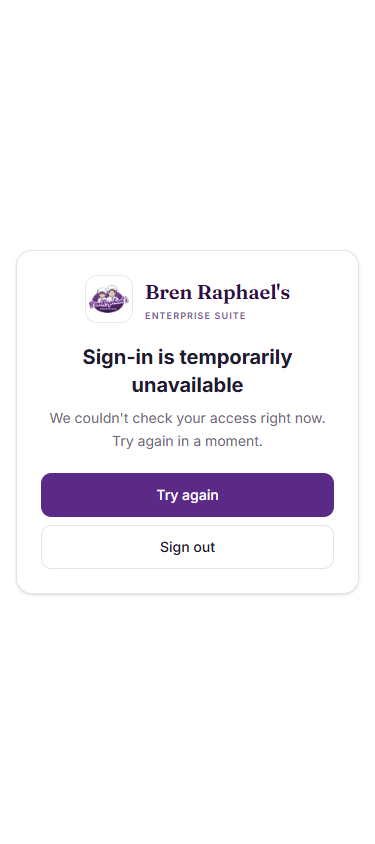 Bren Raphael's
ENTERPRISE SUITE
Sign-in is temporarily
unavailable
We couldn't check your access right now.
Try again in a moment.
Try again
Sign out